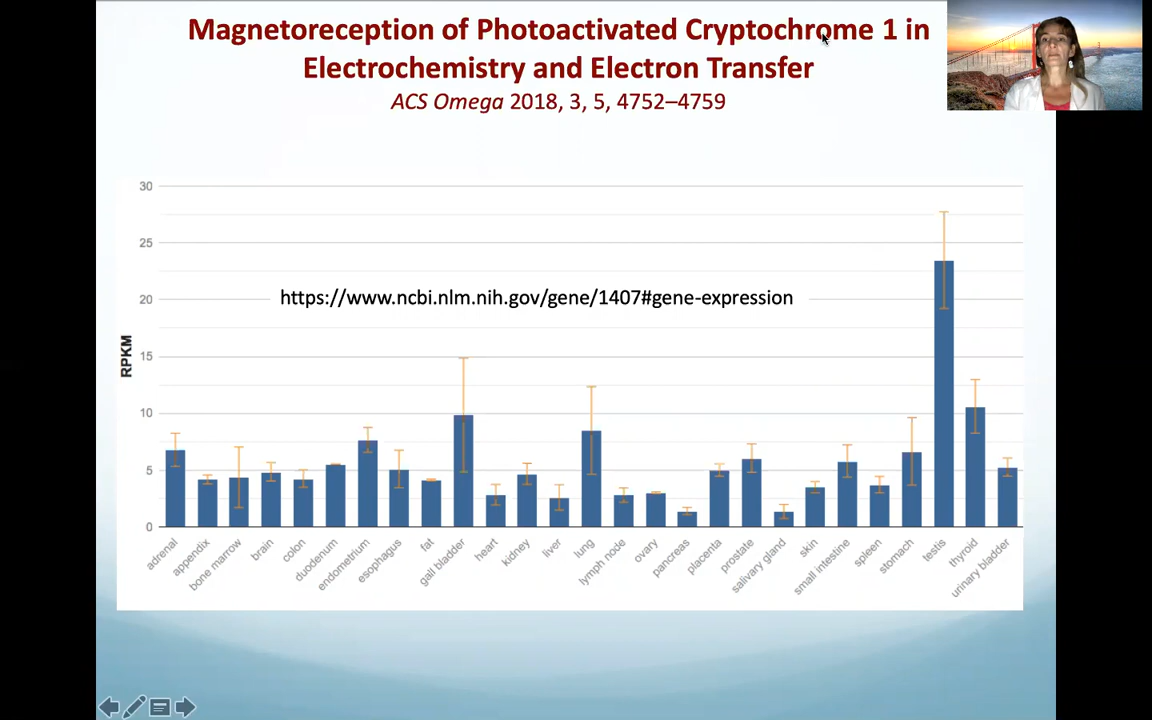 Magnetoreception of Photoactivated Cryptochrome 1 in
Electrochemistry and Electron Transfer
ACS Omega 2018, 3, 5, 4752–4759
30
25
20
https://www.ncbi.nlm.nih.gov/gene/1407#gene-expression
RPKM
15
10
5
0
adrenal
appendix
bone marrow
brain
colon
duodenum
endometrium
esophagus
fat
gall bladder
heart
kidney
liver
lung
lymph node
ovary
pancreas
placenta
prostate
salivary gland
skin
small intestine
spleen
stomach
testis
thyroid
urinary bladder